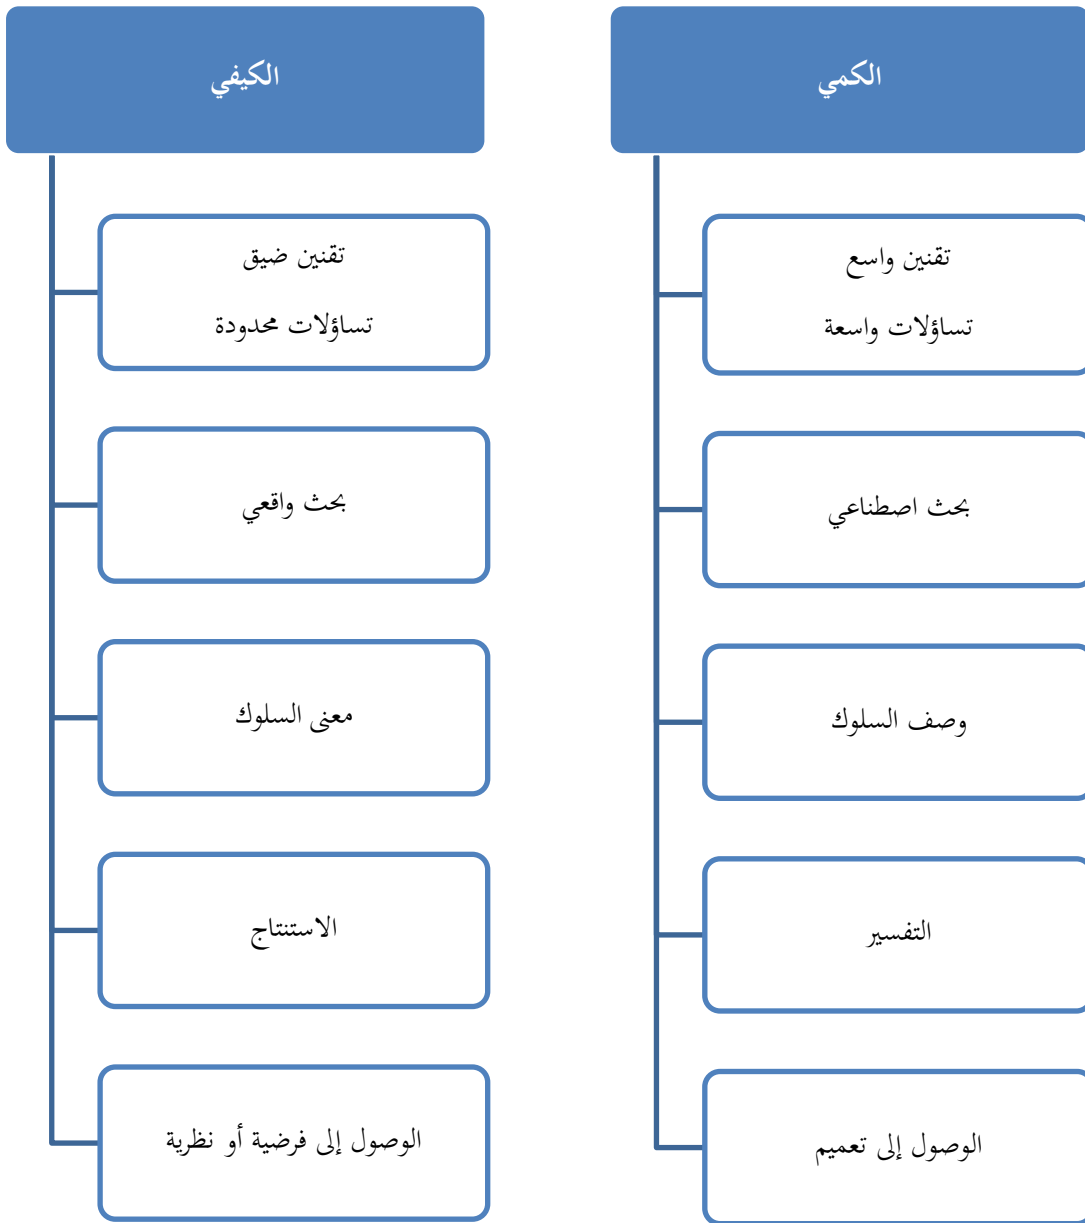 الكمي
تقنين واسع
تساؤلات واسعة
بحث اصطناعي
وصف السلوك
التفسير
الوصول إلى تعميم
الكيفي
تقنين ضيق
تساؤلات محدودة
بحث واقعي
معنى السلوك
الاستنتاج
الوصول إلى فرضية أو نظرية